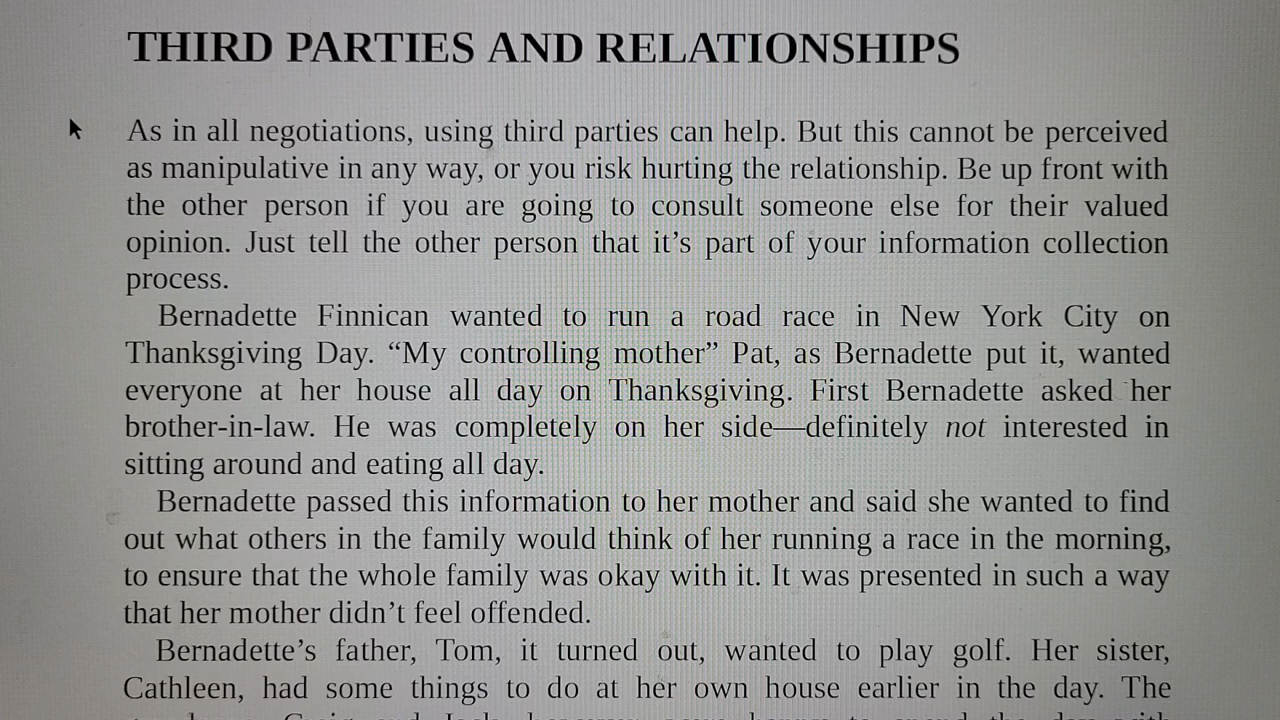 THIRD PARTIES AND RELATIONSHIPS
As in all negotiations, using third parties can help. But this cannot be perceived
as manipulative in any way, or you risk hurting the relationship. Be up front with
the other person if you are going to consult someone else for their valued
opinion. Just tell the other person that it’s part of your information collection
process.
Bernadette Finnican wanted to run a road race in New York City on
Thanksgiving Day. “My controlling mother” Pat, as Bernadette put it, wanted
everyone at her house all day on Thanksgiving. First Bernadette asked her
brother-in-law. He was completely on her side—definitely not interested in
sitting around and eating all day.
Bernadette passed this information to her mother and said she wanted to find
out what others in the family would think of her running a race in the morning,
to ensure that the whole family was okay with it. It was presented in such a way
that her mother didn’t feel offended.
Bernadette’s father, Tom, it turned out, wanted to play golf. Her sister,
Cathleen, had some things to do at her own house earlier in the day. The